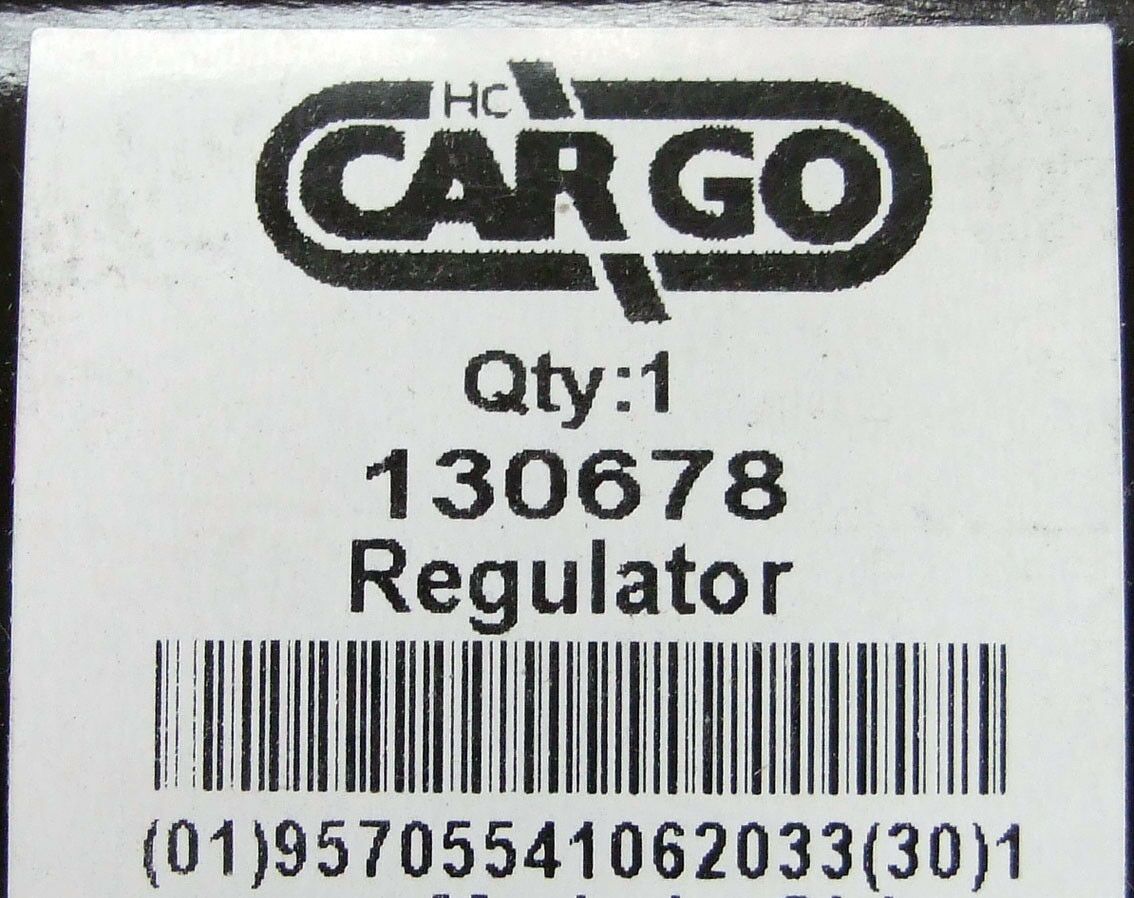 HC
CARGO
Qty:1
130678
Regulator
(01)95705541062033(30)1